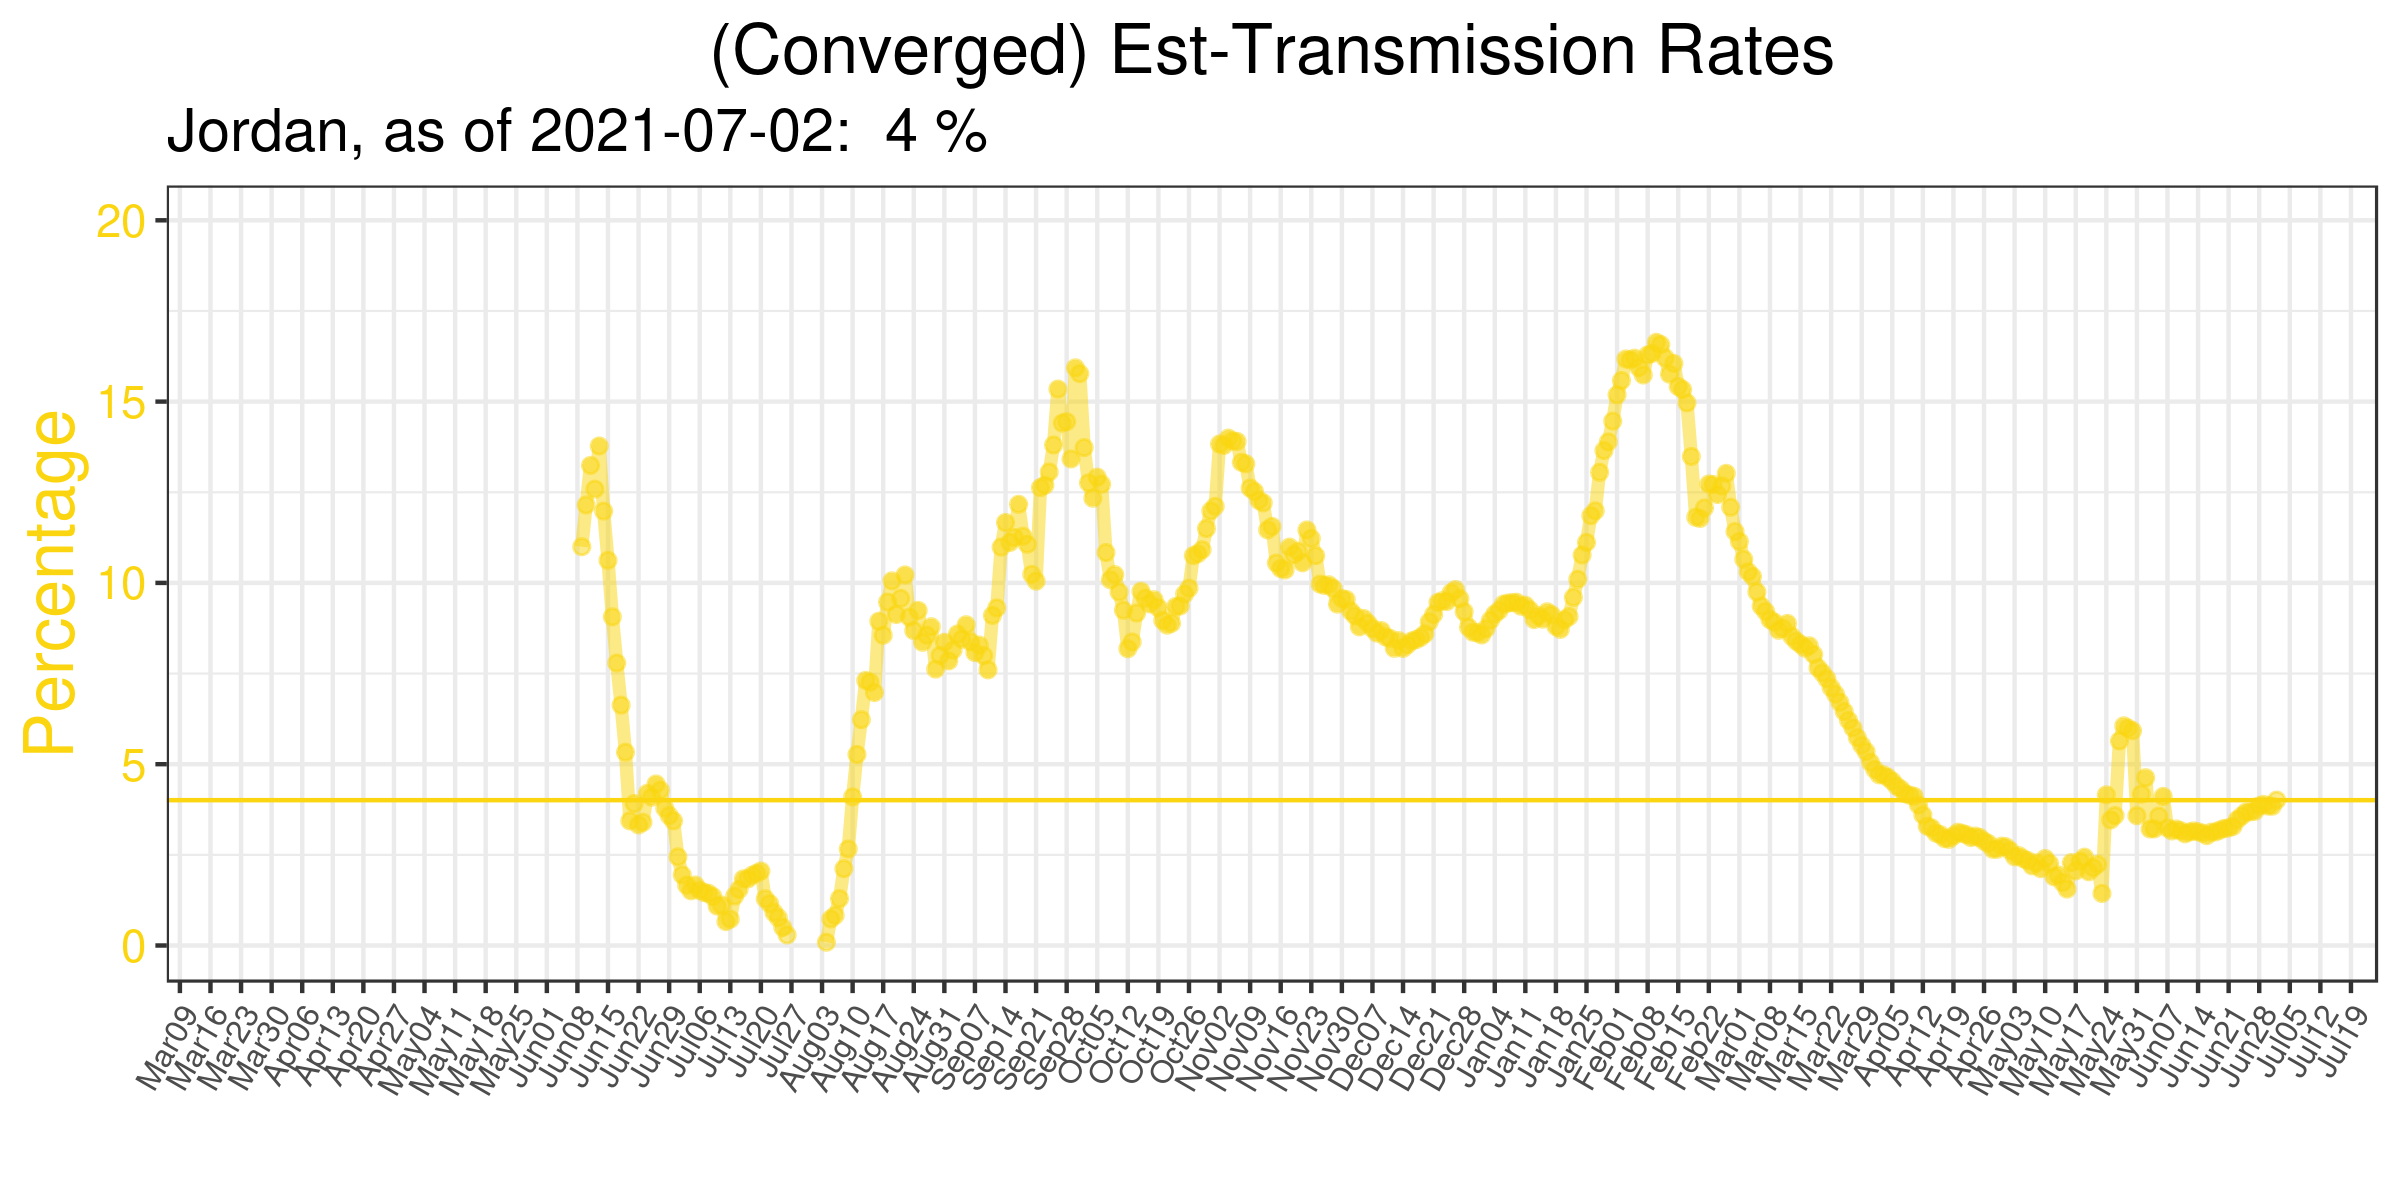 (Converged) Est-Transmission Rates
Jordan, as of 2021-07-02:  4 %
Percentage
20
15
10
5
0
Mar09
Mar16
Mar23
Mar30
Apr06
Apr13
Apr20
Apr27
May04
May11
May18
May25
Jun01
Jun08
Jun15
Jun22
Jun29
Jul06
Jul13
Jul20
Jul27
Aug03
Aug10
Aug17
Aug24
Aug31
Sep07
Sep14
Sep21
Sep28
Oct05
Oct12
Oct19
Oct26
Nov02
Nov09
Nov16
Nov23
Nov30
Dec07
Dec14
Dec21
Dec28
Jan04
Jan11
Jan18
Jan25
Feb01
Feb08
Feb15
Feb22
Mar01
Mar08
Mar15
Mar22
Mar29
Apr05
Apr12
Apr19
Apr26
May03
May10
May17
May24
May31
Jun07
Jun14
Jun21
Jun28
Jul05
Jul12
Jul19